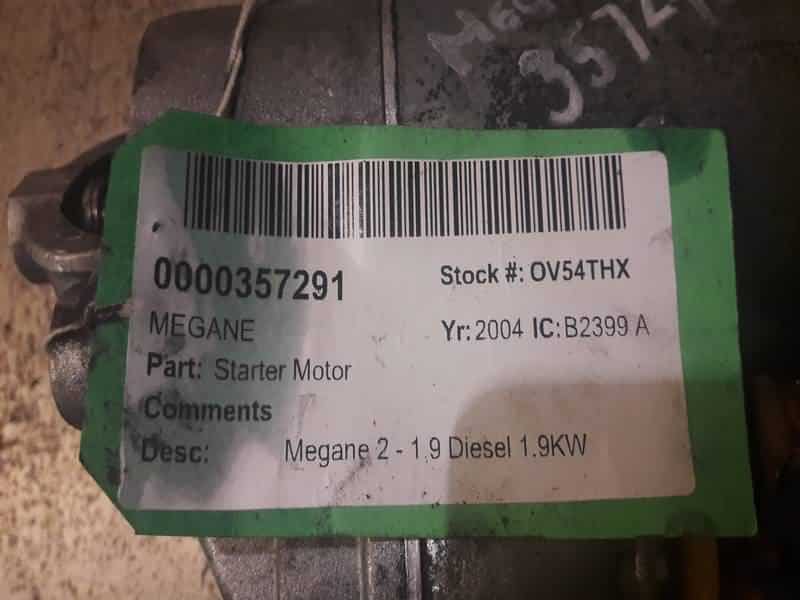 35729
0000357291
Stock #: OV54THX
MEGANE
Yr: 2004 IC: B2399 A
Part: Starter Motor
Comments
Desc: Megane 2 - 1.9 Diesel 1.9KW